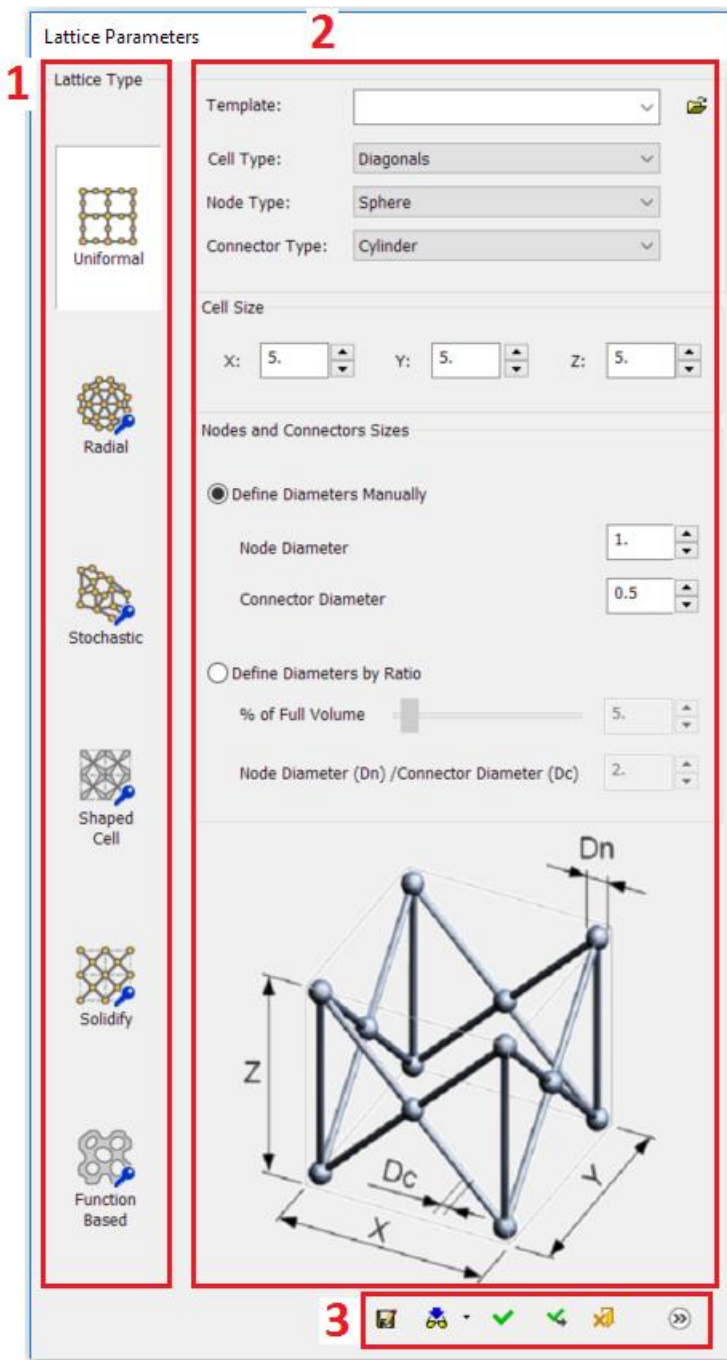 Lattice Parameters
1
2
Lattice Type
Uniformal
Radial
Stochastic
Shaped
Cell
Solidify
Function
Based
Template:
Cell Type: Diagonals
Node Type: Sphere
Connector Type: Cylinder
Cell Size
X: 5. Y: 5. Z: 5.
Nodes and Connectors Sizes
Define Diameters Manually
Node Diameter 1.
Connector Diameter 0.5
Define Diameters by Ratio
% of Full Volume 5.
Node Diameter (Dn) /Connector Diameter (Dc) 2.
Dn
Z
Dc
X
Y
3